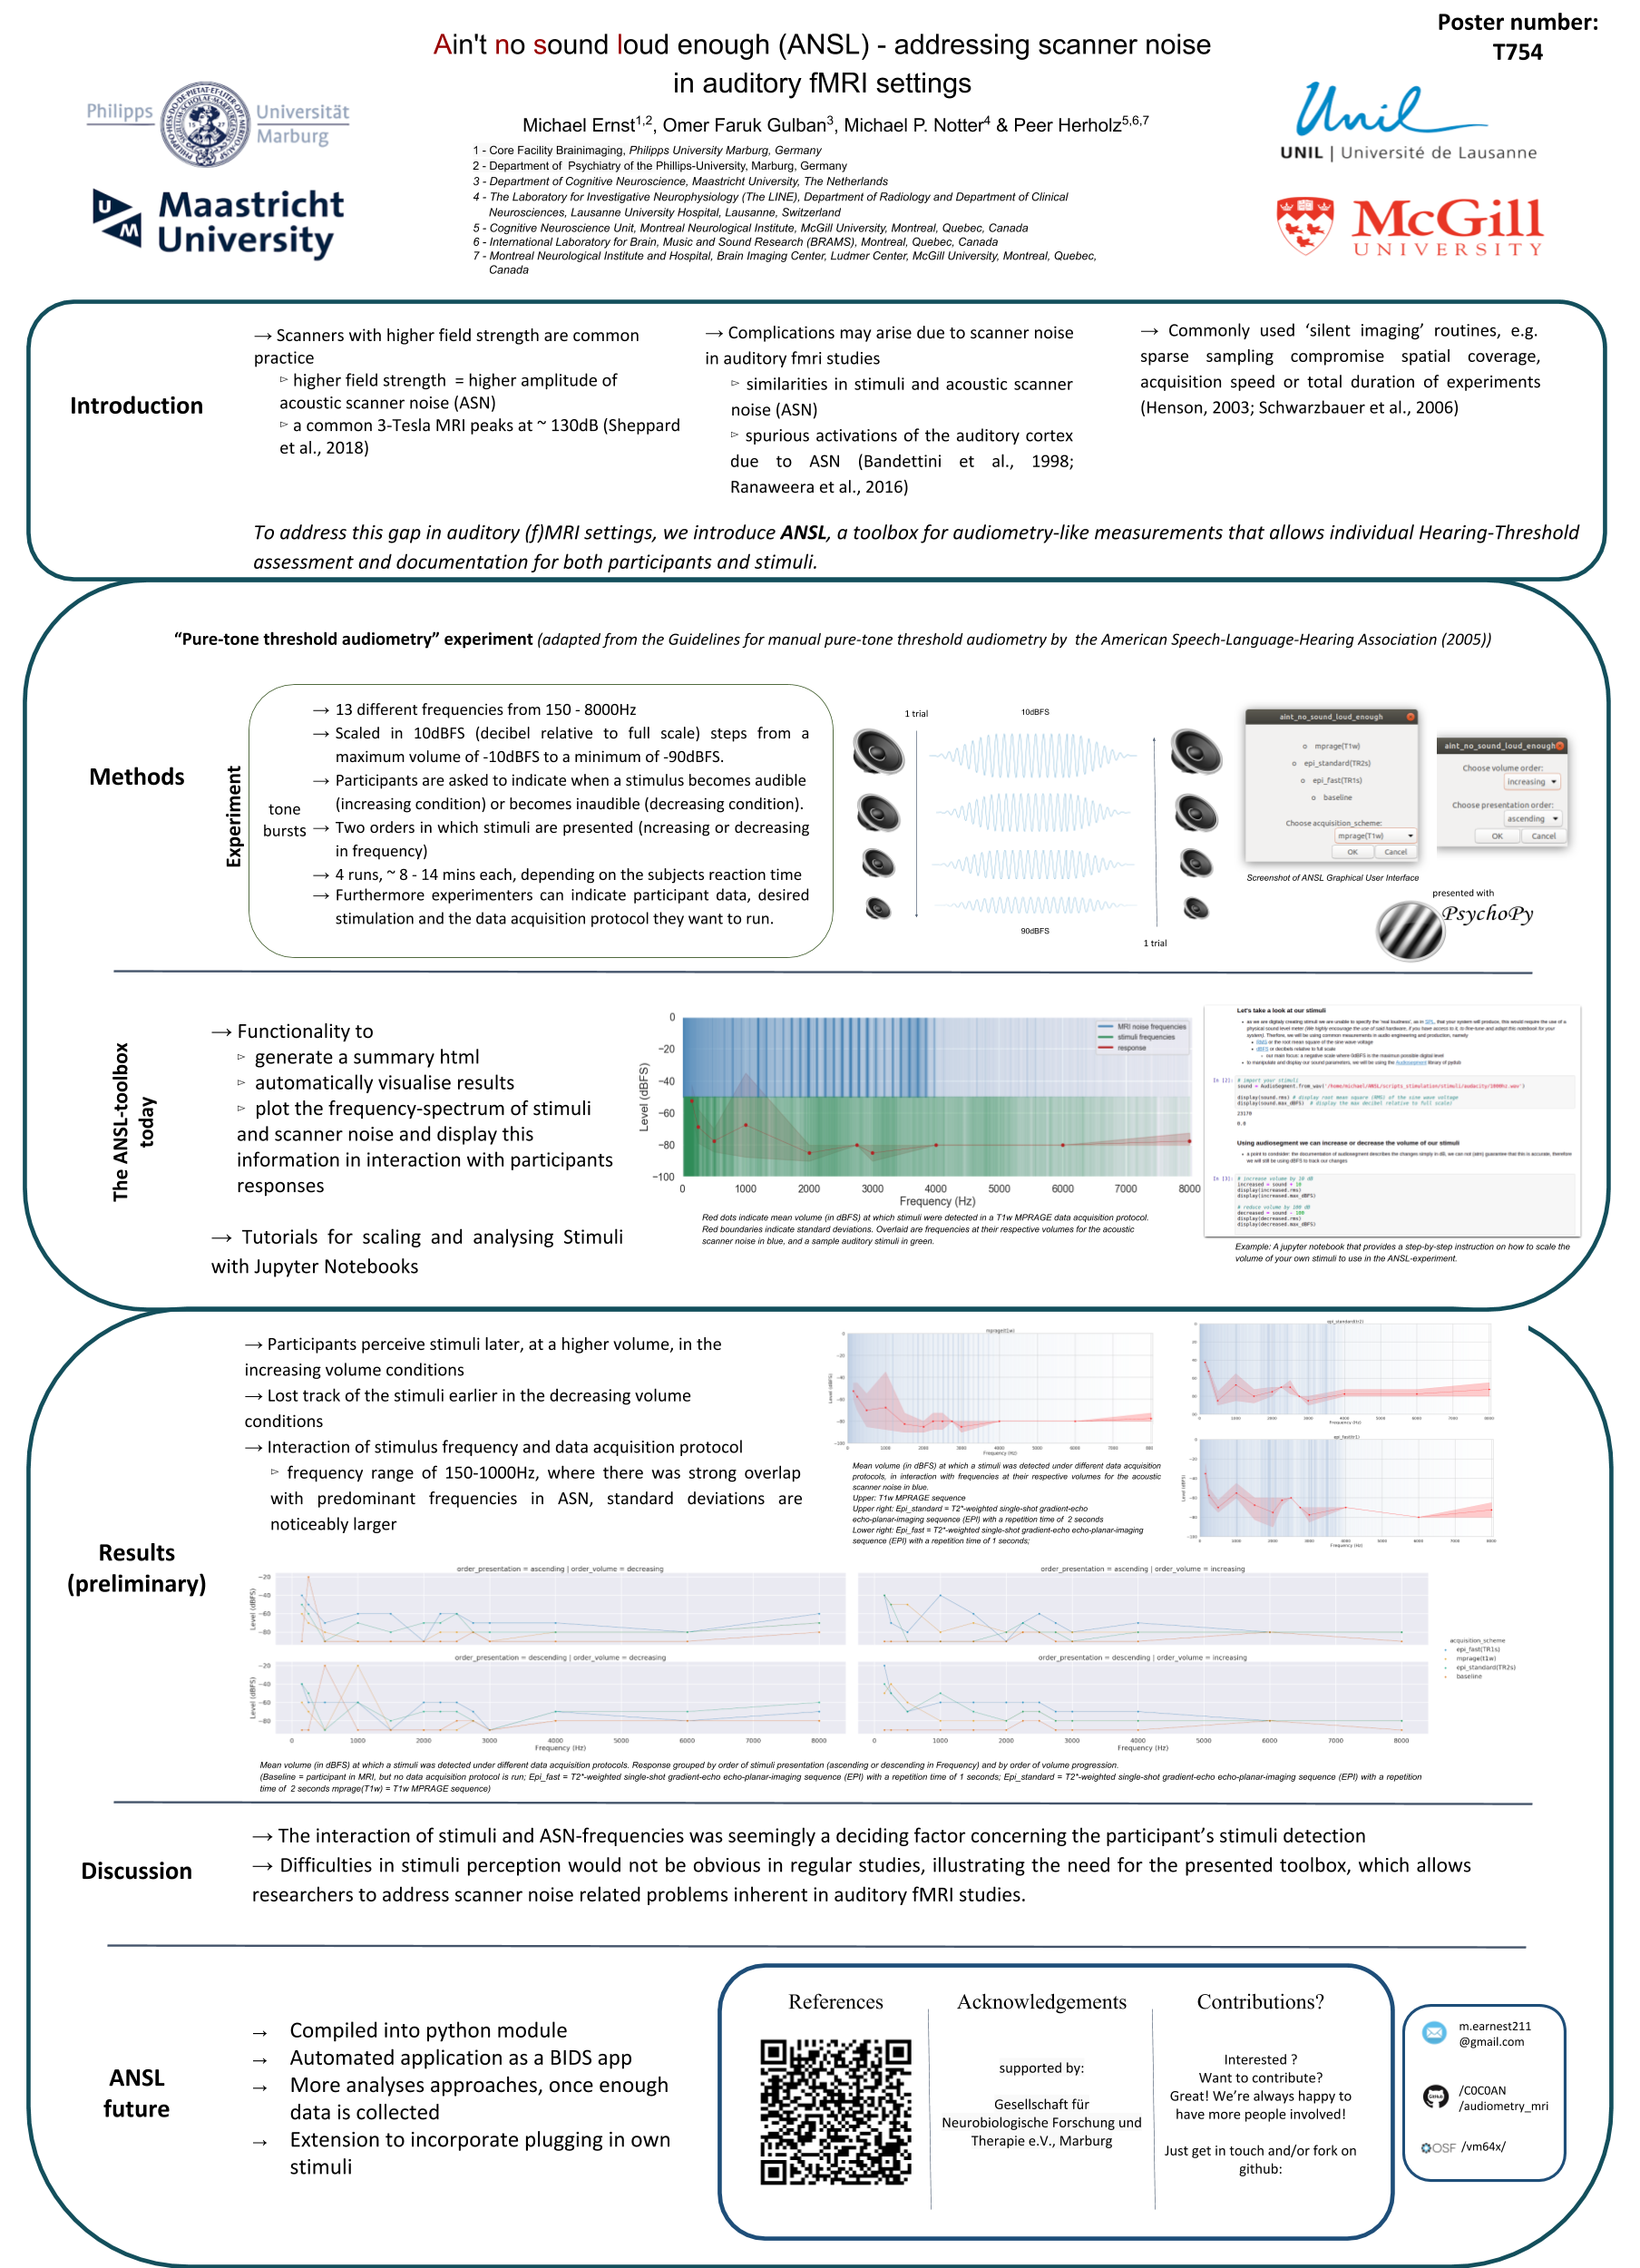 Poster number:
T754
Ain't no sound loud enough (ANSL) - addressing scanner noise
in auditory fMRI settings
Philipps Universität
Marburg
Maastricht
University
Unil
UNIL | Université de Lausanne
McGill
UNIVERSITY
Michael Ernst1,2, Omer Faruk Gulban3, Michael P. Notter4 & Peer Herholz5,6,7
1 - Core Facility Brainimaging, Philipps University Marburg, Germany
2 - Department of Psychiatry of the Phillips-University, Marburg, Germany
3 - Department of Cognitive Neuroscience, Maastricht University, The Netherlands
4 - The Laboratory for Investigative Neurophysiology (The LINE), Department of Radiology and Department of Clinical
Neurosciences, Lausanne University Hospital, Lausanne, Switzerland
5 - Cognitive Neuroscience Unit, Montreal Neurological Institute, McGill University, Montreal, Quebec, Canada
6 - International Laboratory for Brain, Music and Sound Research (BRAMS), Montreal, Quebec, Canada
7 - Montreal Neurological Institute and Hospital, Brain Imaging Center, Ludmer Center, McGill University, Montreal, Quebec,
Canada
Introduction
→ Scanners with higher field strength are common
practice
▻ higher field strength = higher amplitude of
acoustic scanner noise (ASN)
▻ a common 3-Tesla MRI peaks at ~ 130dB (Sheppard
et al., 2018)
→ Complications may arise due to scanner noise
in auditory fmri studies
▻ similarities in stimuli and acoustic scanner
noise (ASN)
▻ spurious activations of the auditory cortex
due to ASN (Bandettini et al., 1998;
Ranaweera et al., 2016)
→ Commonly used ‘silent imaging’ routines, e.g.
sparse sampling compromise spatial coverage,
acquisition speed or total duration of experiments
(Henson, 2003; Schwarzbauer et al., 2006)
To address this gap in auditory (f)MRI settings, we introduce ANSL, a toolbox for audiometry-like measurements that allows individual Hearing-Threshold
assessment and documentation for both participants and stimuli.
Methods
“Pure-tone threshold audiometry” experiment (adapted from the Guidelines for manual pure-tone threshold audiometry by the American Speech-Language-Hearing Association (2005))
Experiment
tone
bursts
→ 13 different frequencies from 150 - 8000Hz
→ Scaled in 10dBFS (decibel relative to full scale) steps from a
maximum volume of -10dBFS to a minimum of -90dBFS.
→ Participants are asked to indicate when a stimulus becomes audible
(increasing condition) or becomes inaudible (decreasing condition).
→ Two orders in which stimuli are presented (ncreasing or decreasing
in frequency)
→ 4 runs, ~ 8 - 14 mins each, depending on the subjects reaction time
→ Furthermore experimenters can indicate participant data, desired
stimulation and the data acquisition protocol they want to run.
1 trial
10dBFS
90dBFS
1 trial
aint_no_sound_loud_enough
mprage(T1w)
epi_standard(TR2s)
epi_fast(TR1s)
baseline
Choose acquisition_scheme:
mprage(T1w)
OK Cancel
aint_no_sound_loud_enough
Choose volume order:
increasing
Choose presentation order:
ascending
OK Cancel
Screenshot of ANSL Graphical User Interface
presented with
PsychoPy
The ANSL-toolbox
today
→ Functionality to
▻ generate a summary html
▻ automatically visualise results
▻ plot the frequency-spectrum of stimuli
and scanner noise and display this
information in interaction with participants
responses
→ Tutorials for scaling and analysing Stimuli
with Jupyter Notebooks
0
−20
−40
−60
−80
−100
Level (dBFS)
0 1000 2000 3000 4000 5000 6000 7000 8000
Frequency (Hz)
MRI noise frequencies
stimuli frequencies
response
Red dots indicate mean volume (in dBFS) at which stimuli were detected in a T1w MPRAGE data acquisition protocol.
Red boundaries indicate standard deviations. Overlaid are frequencies at their respective volumes for the acoustic
scanner noise in blue, and a sample auditory stimuli in green.
Let's take a look at our stimuli
Using audiosegment we can increase or decrease the volume of our stimuli
Example: A jupyter notebook that provides a step-by-step instruction on how to scale the
volume of your own stimuli to use in the ANSL-experiment.
Results
(preliminary)
→ Participants perceive stimuli later, at a higher volume, in the
increasing volume conditions
→ Lost track of the stimuli earlier in the decreasing volume
conditions
→ Interaction of stimulus frequency and data acquisition protocol
▻ frequency range of 150-1000Hz, where there was strong overlap
with predominant frequencies in ASN, standard deviations are
noticeably larger
Mean volume (in dBFS) at which a stimuli was detected under different data acquisition
protocols, in interaction with frequencies at their respective volumes for the acoustic
scanner noise in blue.
Upper: T1w MPRAGE sequence
Upper right: Epi_standard = T2*-weighted single-shot gradient-echo
echo-planar-imaging sequence (EPI) with a repetition time of 2 seconds
Lower right: Epi_fast = T2*-weighted single-shot gradient-echo echo-planar-imaging
sequence (EPI) with a repetition time of 1 seconds;
order_presentation = ascending | order_volume = decreasing
order_presentation = ascending | order_volume = increasing
order_presentation = descending | order_volume = decreasing
order_presentation = descending | order_volume = increasing
Level (dBFS)
Frequency (Hz)
Frequency (Hz)
acquisition_scheme
epi_fast(TR1s)
mprage(t1w)
epi_standard(TR2s)
baseline
Mean volume (in dBFS) at which a stimuli was detected under different data acquisition protocols. Response grouped by order of stimuli presentation (ascending or descending in Frequency) and by order of volume progression.
(Baseline = participant in MRI, but no data acquisition protocol is run; Epi_fast = T2*-weighted single-shot gradient-echo echo-planar-imaging sequence (EPI) with a repetition time of 1 seconds; Epi_standard = T2*-weighted single-shot gradient-echo echo-planar-imaging sequence (EPI) with a repetition
time of 2 seconds mprage(T1w) = T1w MPRAGE sequence)
Discussion
→ The interaction of stimuli and ASN-frequencies was seemingly a deciding factor concerning the participant’s stimuli detection
→ Difficulties in stimuli perception would not be obvious in regular studies, illustrating the need for the presented toolbox, which allows
researchers to address scanner noise related problems inherent in auditory fMRI studies.
ANSL
future
→ Compiled into python module
→ Automated application as a BIDS app
→ More analyses approaches, once enough
data is collected
→ Extension to incorporate plugging in own
stimuli
References
Acknowledgements
supported by:
Gesellschaft für
Neurobiologische Forschung und
Therapie e.V., Marburg
Contributions?
Interested ?
Want to contribute?
Great! We’re always happy to
have more people involved!
Just get in touch and/or fork on
github:
m.earnest211
@gmail.com
/C0C0AN
/audiometry_mri
OSF /vm64x/